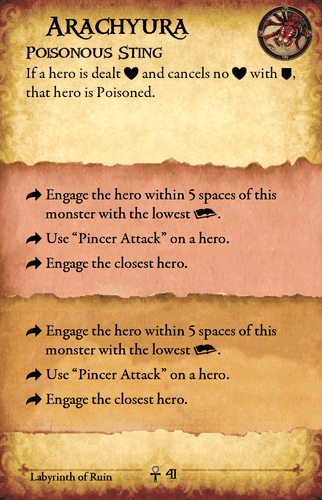 Arachyura
Poisonous Sting
If a hero is dealt and cancels no with ,
that hero is Poisoned.
Engage the hero within 5 spaces of this
monster with the lowest .
Use “Pincer Attack” on a hero.
Engage the closest hero.
Engage the hero within 5 spaces of this
monster with the lowest .
Use “Pincer Attack” on a hero.
Engage the closest hero.
Labyrinth of Ruin 41